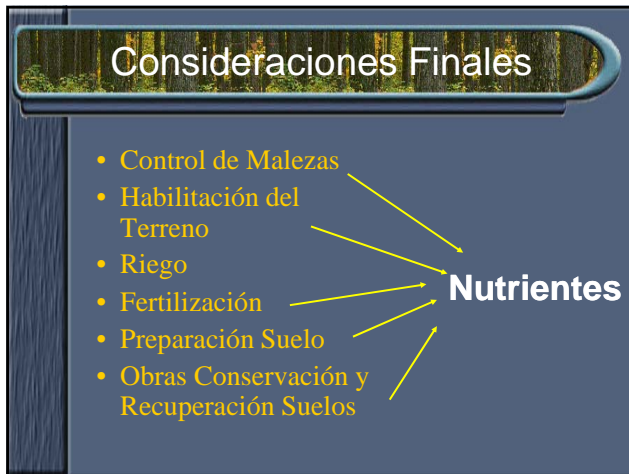 Consideraciones Finales
• Control de Malezas
• Habilitación del
Terreno
• Riego
• Fertilización
• Preparación Suelo
• Obras Conservación y
Recuperación Suelos
Nutrientes